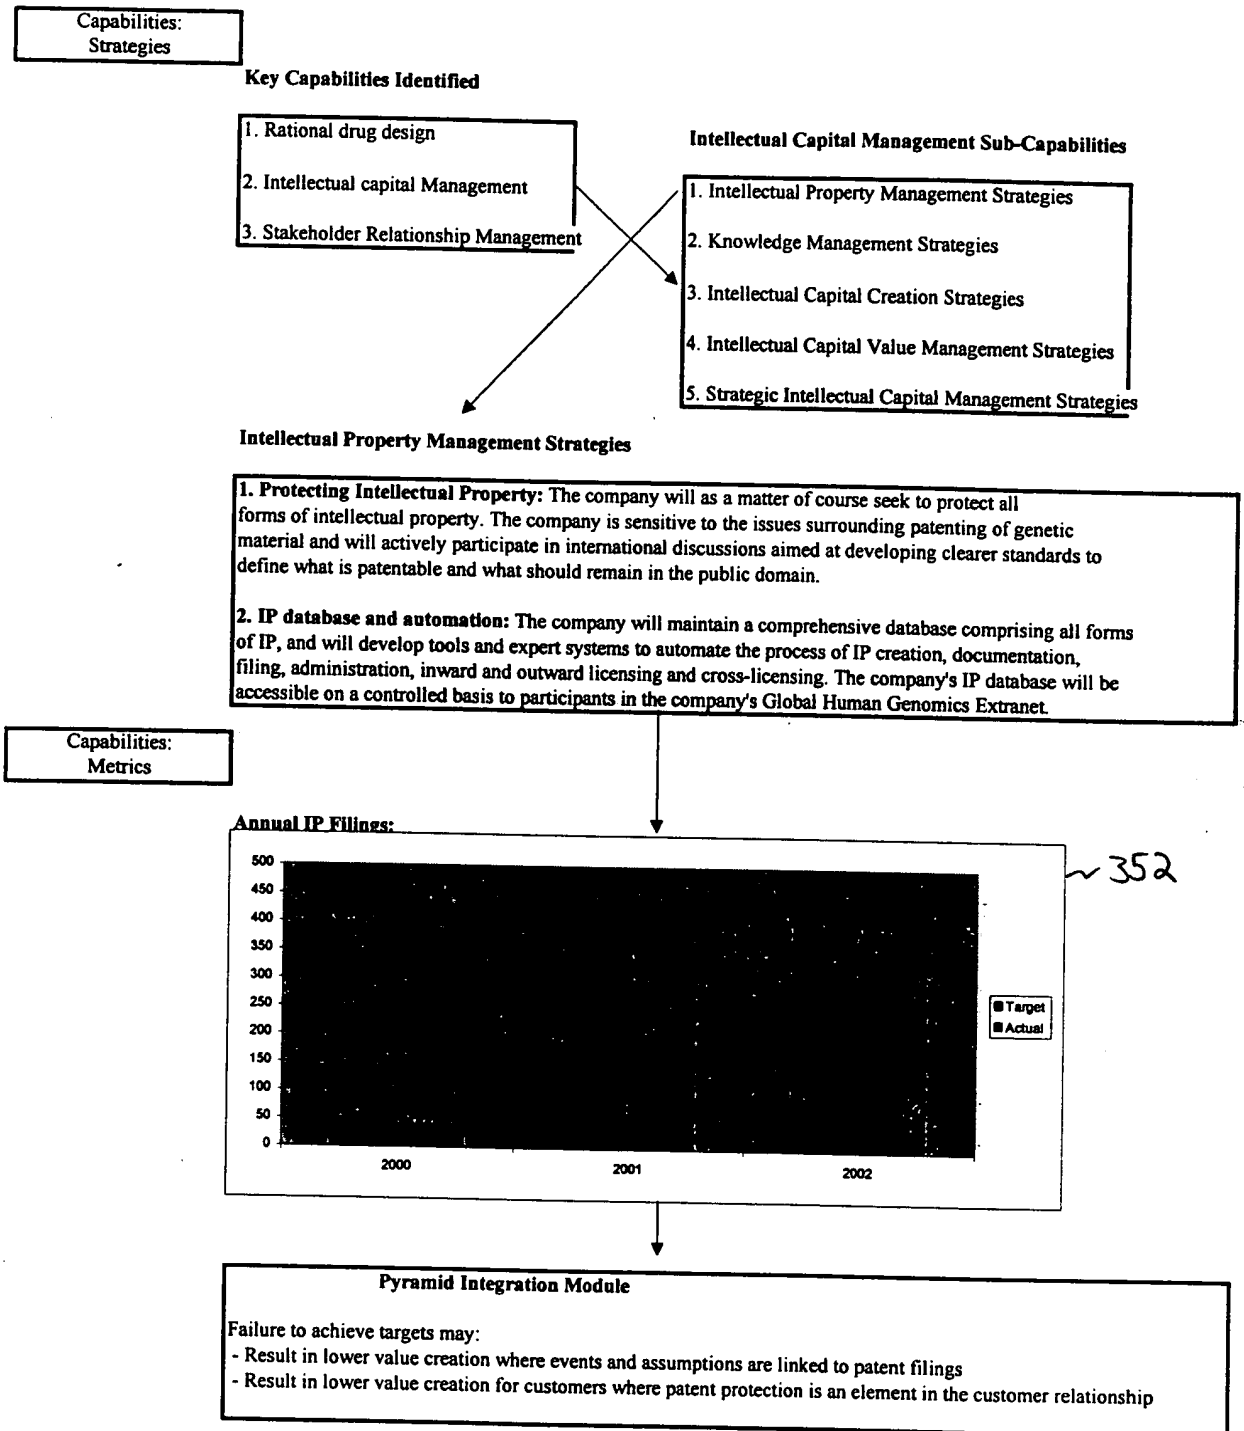 Capabilities:
Strategies
Key Capabilities Identified
1. Rational drug design
2. Intellectual capital Management
3. Stakeholder Relationship Management
Intellectual Capital Management Sub-Capabilities
1. Intellectual Property Management Strategies
2. Knowledge Management Strategies
3. Intellectual Capital Creation Strategies
4. Intellectual Capital Value Management Strategies
5. Strategic Intellectual Capital Management Strategies
Intellectual Property Management Strategies
1. Protecting Intellectual Property: The company will as a matter of course seek to protect all
forms of intellectual property. The company is sensitive to the issues surrounding patenting of genetic
material and will actively participate in international discussions aimed at developing clearer standards to
define what is patentable and what should remain in the public domain.
2. IP database and automation: The company will maintain a comprehensive database comprising all forms
of IP, and will develop tools and expert systems to automate the process of IP creation, documentation,
filing, administration, inward and outward licensing and cross-licensing. The company's IP database will be
accessible on a controlled basis to participants in the company's Global Human Genomics Extranet.
Capabilities:
Metrics
Annual IP Filings:
352
500
450
400
350
300
250
200
150
100
50
0
2000
2001
2002
Target
Actual
Pyramid Integration Module
Failure to achieve targets may:
- Result in lower value creation where events and assumptions are linked to patent filings
- Result in lower value creation for customers where patent protection is an element in the customer relationship